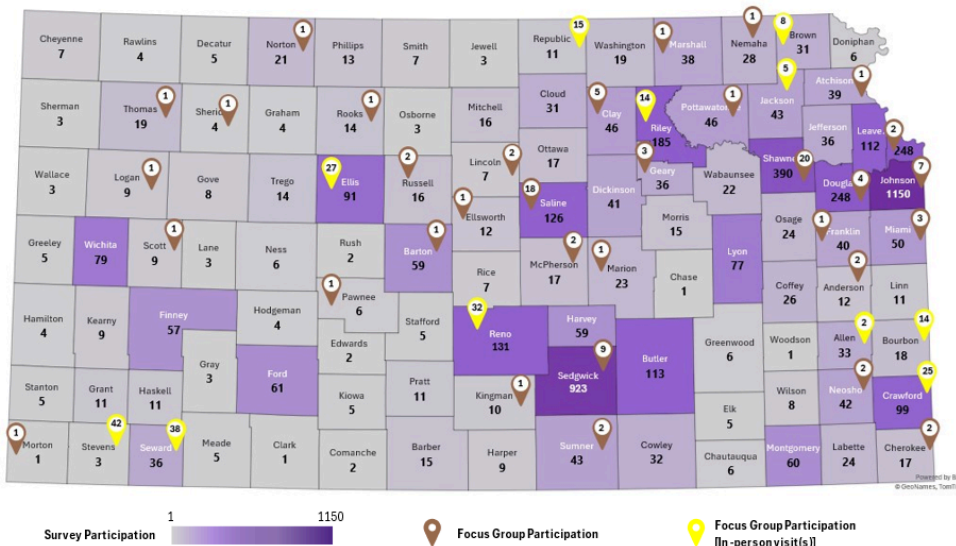 1
15
1
1
8
Cheyenne
7
Rawlins
4
Decatur
5
Norton
21
Phillips
13
Smith
7
Jewell
3
Republic
11
Washington
19
Marshall
38
Nemaha
28
Brown
31
Doniphan
6
1
1
1
5
14
1
5
1
Sherman
3
Thomas
19
4
Graham
4
Rooks
14
Osborne
3
Mitchell
16
Cloud
31
Clay
46
Riley
185
46
Jackson
43
Atchison
39
Jefferson
36
Leave
112
2
248
1
27
2
2
18
3
20
4
7
Wallace
3
Logan
9
Gove
8
Trego
14
Ellis
91
Russell
16
Lincoln
7
Ottawa
17
Saline
126
Dickinson
41
Geary
36
Wabaunsee
22
Shawne
390
Dougla
248
Johnson
1150
1
1
1
2
1
1
3
Greeley
5
Wichita
79
Scott
9
Lane
3
Ness
6
Rush
2
Barton
59
Ellsworth
12
Rice
7
McPherson
17
Marion
23
Morris
15
Chase
1
Lyon
77
Osage
24
Franklin
40
Miami
50
1
32
2
Hamilton
4
Kearny
9
Finney
57
Hodgeman
4
Pawnee
6
Edwards
2
Stafford
5
Reno
131
Harvey
59
Butler
113
Greenwood
6
Coffey
26
Anderson
12
Linn
11
9
2
14
Stanton
5
Grant
11
Haskell
11
Gray
3
Ford
61
Kiowa
5
Pratt
11
1
Kingman
10
Sedgwick
923
Elk
5
Woodson
1
Wilson
8
Allen
33
Bourbon
18
2
Neosho
42
25
Crawford
99
1
42
38
2
2
Morton
1
Stevens
3
Seward
36
Meade
5
Clark
1
Comanche
2
Barber
15
Harper
9
Sumner
43
Cowley
32
Chautauqua
6
Montgomery
60
Labette
24
Cherokee
17
Powered by B
© GeoNames, TomT
Survey Participation
1
1150
Focus Group Participation
Focus Group Participation
[In-person visit(s)]